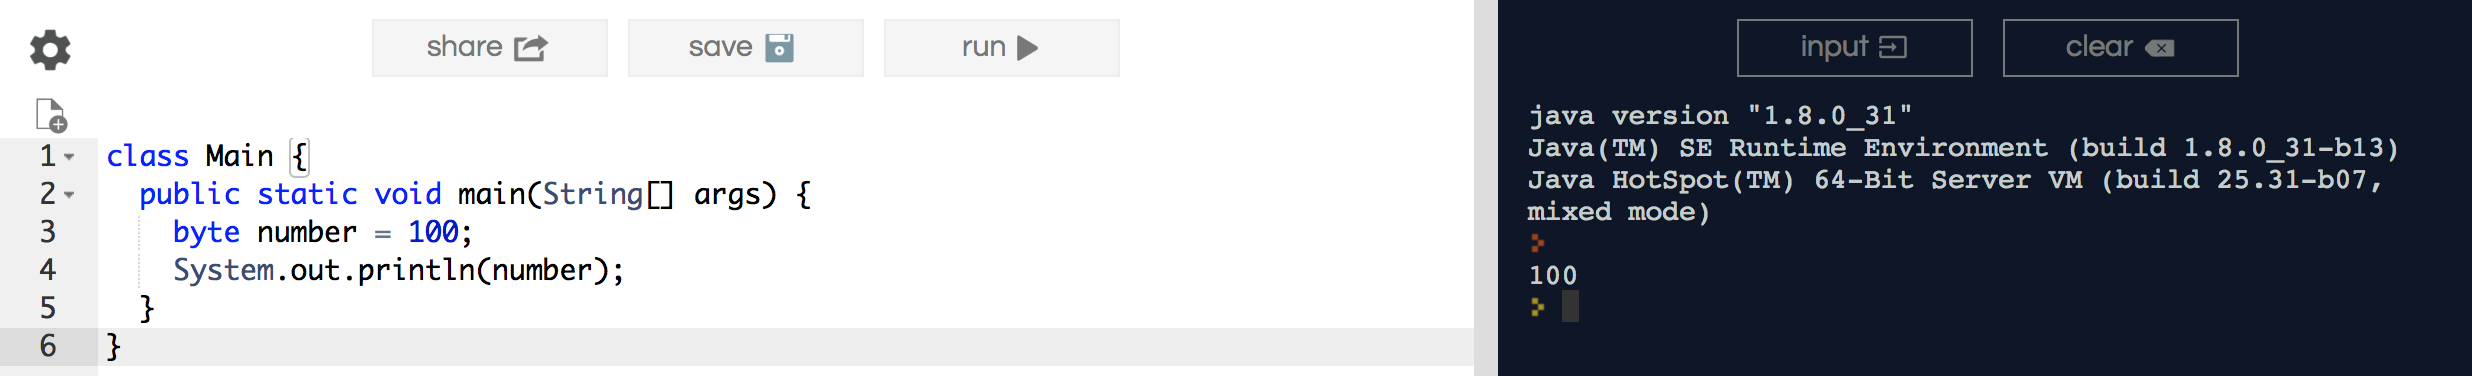 share save run
1 class Main {
2   public static void main(String[] args) {
3     byte number = 100;
4     System.out.println(number);
5   }
6 }
input clear
java version "1.8.0_31"
Java(TM) SE Runtime Environment (build 1.8.0_31-b13)
Java HotSpot(TM) 64-Bit Server VM (build 25.31-b07,
mixed mode)
>
100
>